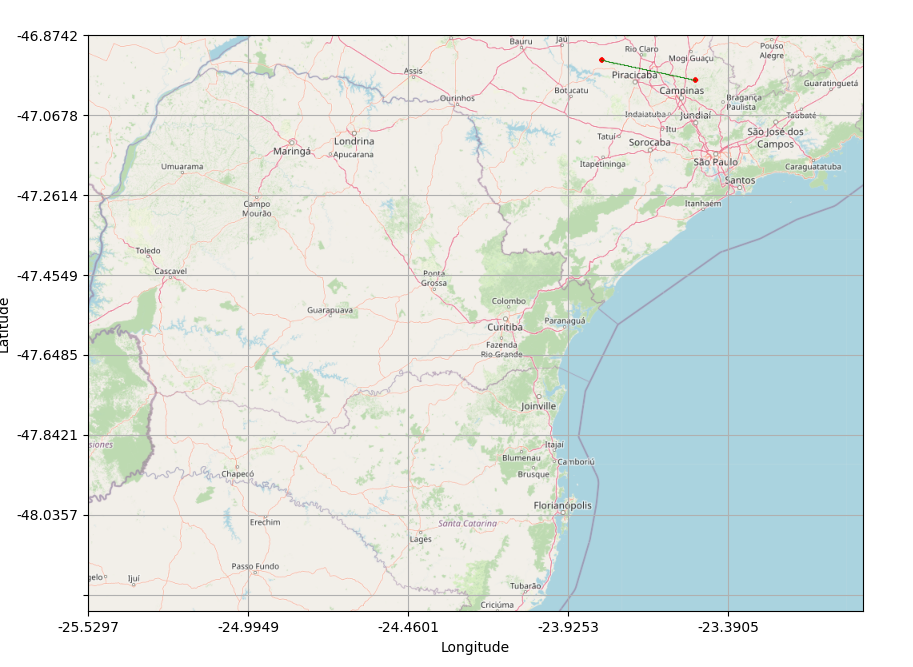 -46.8742
-47.0678
-47.2614
-47.4549
-47.6485
-47.8421
-48.0357
Latitude
Bauru
Jaú
Rio Claro
Mogi Guaçu
Pouso
Alegre
Assis
Piracicaba
Guaratinguetá
Botucatu
Campinas
Ourinhos
Bragança
Paulista
Indaiatuba
Jundiaí
Taubaté
Itu
São José dos
Campos
Tatuí
Sorocaba
Londrina
Maringá
Apucarana
Itapetininga
São Paulo
Caraguatatuba
Umuarama
Santos
Itanhaém
Campo
Mourão
Toledo
Cascavel
Ponta
Grossa
Colombo
Guarapuava
Paranaguá
Curitiba
Fazenda
Rio Grande
Joinville
siones
Itajaí
Blumenau
Camboriú
Brusque
Chapecó
Florianópolis
Erechim
Santa Catarina
Lages
Passo Fundo
gelo
Ijuí
Tubarão
Criciúma
-25.5297
-24.9949
-24.4601
-23.9253
-23.3905
Longitude